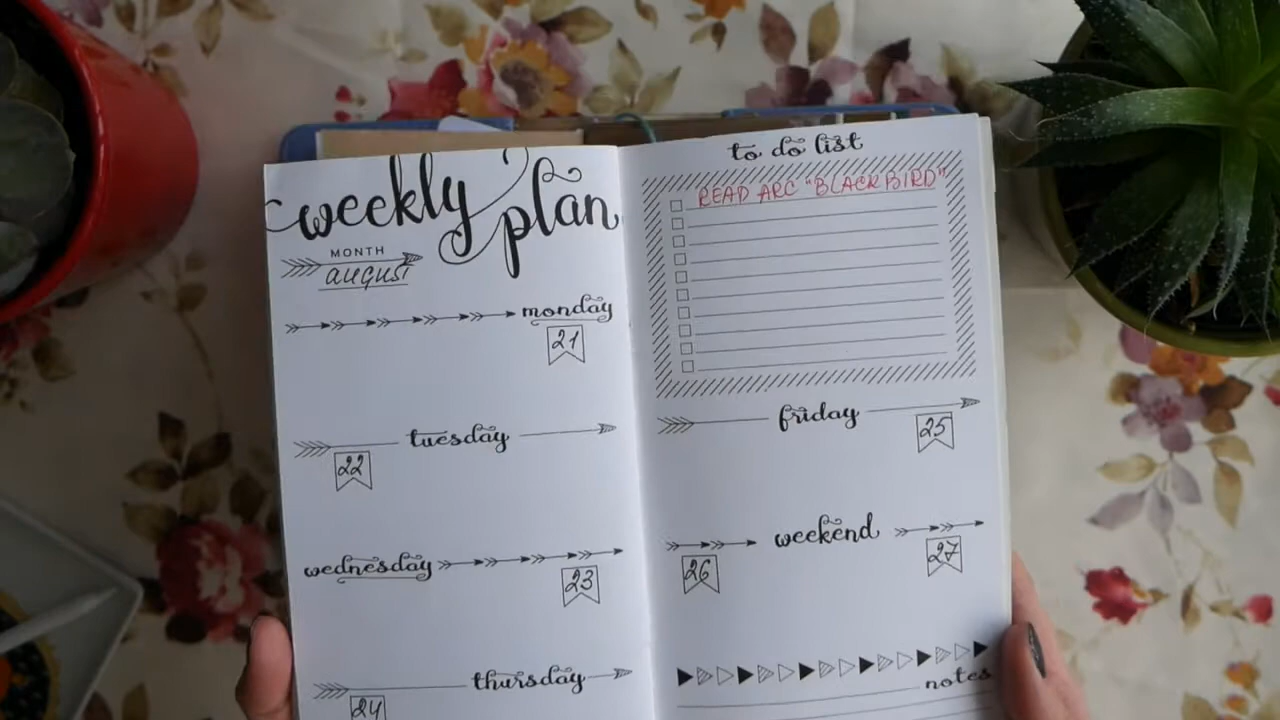 weekly plan
MONTH
august
monday
21
tuesday
22
wednesday
23
thursday
24
to do list
READ ARC "BLACKBIRD"
friday
25
weekend
26
27
notes